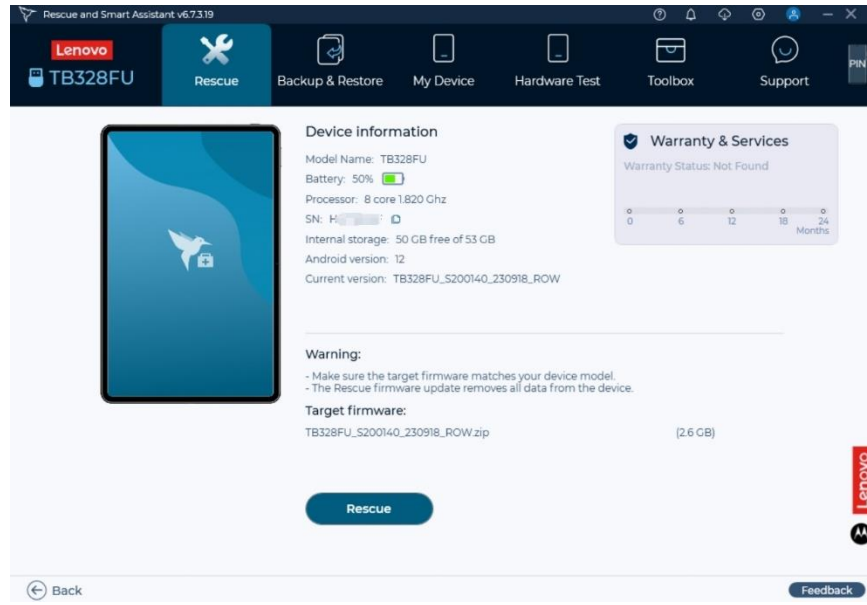 Rescue and Smart Assistant v6.7.3.19
Lenovo
TB328FU
Rescue
Backup & Restore
My Device
Hardware Test
Toolbox
Support
PIN
Device information
Model Name: TB328FU
Battery: 50%
Processor: 8 core 1.820 Ghz
SN: H
Internal storage: 50 GB free of 53 GB
Android version: 12
Current version: TB328FU_S200140_230918_ROW
Warranty & Services
Warranty Status: Not Found
0 6 12 18 24
Months
Warning:
- Make sure the target firmware matches your device model.
- The Rescue firmware update removes all data from the device.
Target firmware:
TB328FU_S200140_230918_ROW.zip (2.6 GB)
Rescue
Lenovo
Back
Feedback